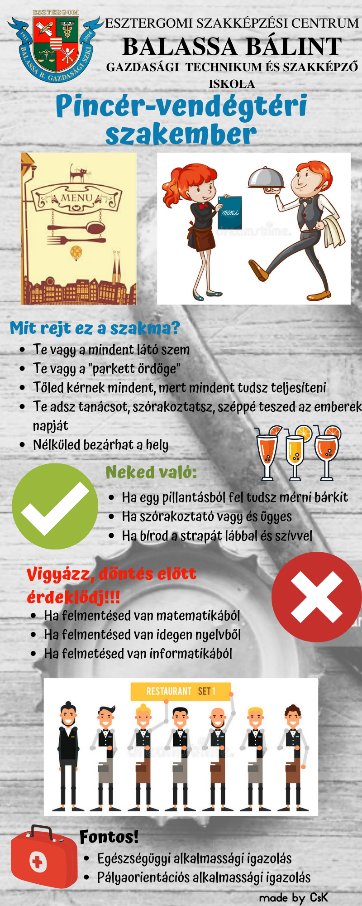 ESZTERGOM
BALASSA B. GAZDASÁGI SZKI
ESZTERGOMI SZAKKÉPZÉSI CENTRUM
BALASSA BÁLINT
GAZDASÁGI TECHNIKUM ÉS SZAKKÉPZŐ
ISKOLA
Pincér-vendégtéri
szakember
MENU
menu
Mit rejt ez a szakma?
• Te vagy a mindent látó szem
• Te vagy a "parkett ördöge"
• Tőled kérnek mindent, mert mindent tudsz teljesíteni
• Te adsz tanácsot, szórakoztatsz, széppé teszed az emberek
napját
• Nélküled bezárhat a hely
Neked való:
• Ha egy pillantásból fel tudsz mérni bárkit
• Ha szórakoztató vagy és ügyes
• Ha bírod a strapát lábbal és szívvel
Vigyázz, döntés előtt
érdeklődj!!!
• Ha felmentésed van matematikából
• Ha felmentésed van idegen nyelvből
• Ha felmetésed van informatikából
RESTAURANT SET 1
Fontos!
• Egészségügyi alkalmassági igazolás
• Pályaorientációs alkalmassági igazolás
made by CsK